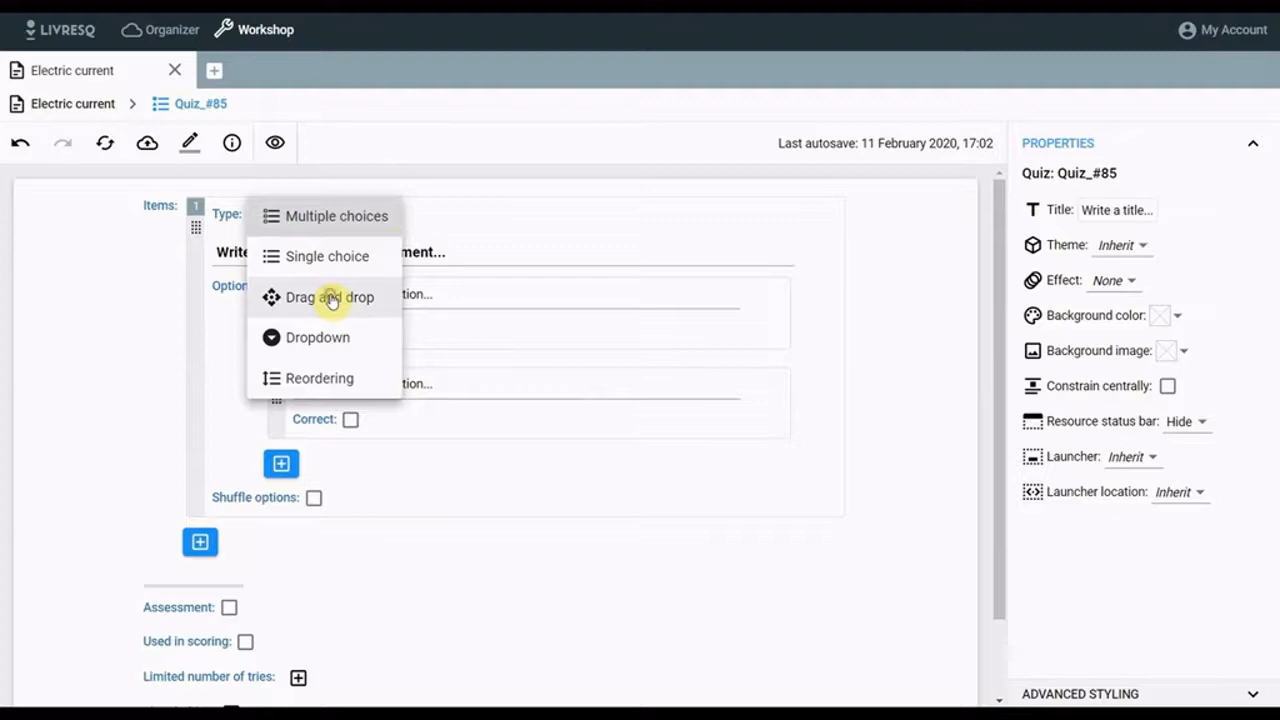 LIVRESQ Organizer Workshop My Account
Electric current
Electric current Quiz_#85
Last autosave: 11 February 2020, 17:02
Items: 1 Type:
Multiple choices
Single choice
Drag and drop
Dropdown
Reordering
Write ment...
Option
tion...
tion...
Correct:
Shuffle options:
Assessment:
Used in scoring:
Limited number of tries:
PROPERTIES
Quiz: Quiz_#85
Title: Write a title...
Theme: Inherit
Effect: None
Background color:
Background image:
Constrain centrally:
Resource status bar: Hide
Launcher: Inherit
Launcher location: Inherit
ADVANCED STYLING